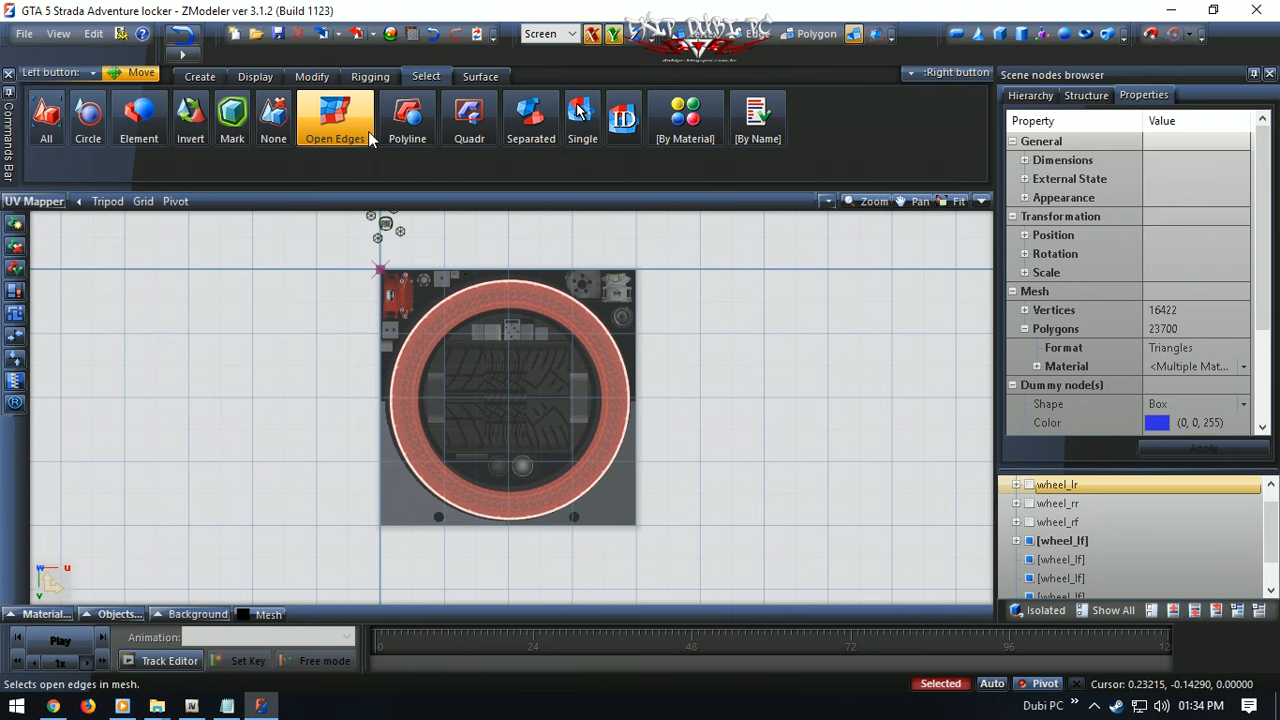 GTA 5 Strada Adventure locker - ZModeler ver 3.1.2 (Build 1123)
File View Edit
Screen X Y
Edge Polygon
EKIP DUBI PC
Left button: Move
Create Display Modify Rigging Select Surface
:Right button
Commands Bar
All Circle Element Invert Mark None Open Edges Polyline Quadr Separated Single ID [By Material] [By Name]
UV Mapper Tripod Grid Pivot
Zoom Pan Fit
W U
V
Material... Objects... Background Mesh
Scene nodes browser
Hierarchy Structure Properties
Property Value
General
Dimensions
External State
Appearance
Transformation
Position
Rotation
Scale
Mesh
Vertices 16422
Polygons 23700
Format Triangles
Material <Multiple Mat...
Dummy node(s)
Shape Box
Color (0, 0, 255)
Apply
wheel_lr
wheel_rr
wheel_rf
[wheel_lf]
[wheel_lf]
[wheel_lf]
[wheel_lf]
Isolated Show All
Play
1x
Animation:
Track Editor Set Key Free mode
0 24 48 72 96 12
Selects open edges in mesh.
Selected Auto Pivot Cursor: 0.23215, -0.14290, 0.00000
Dubi PC 01:34 PM